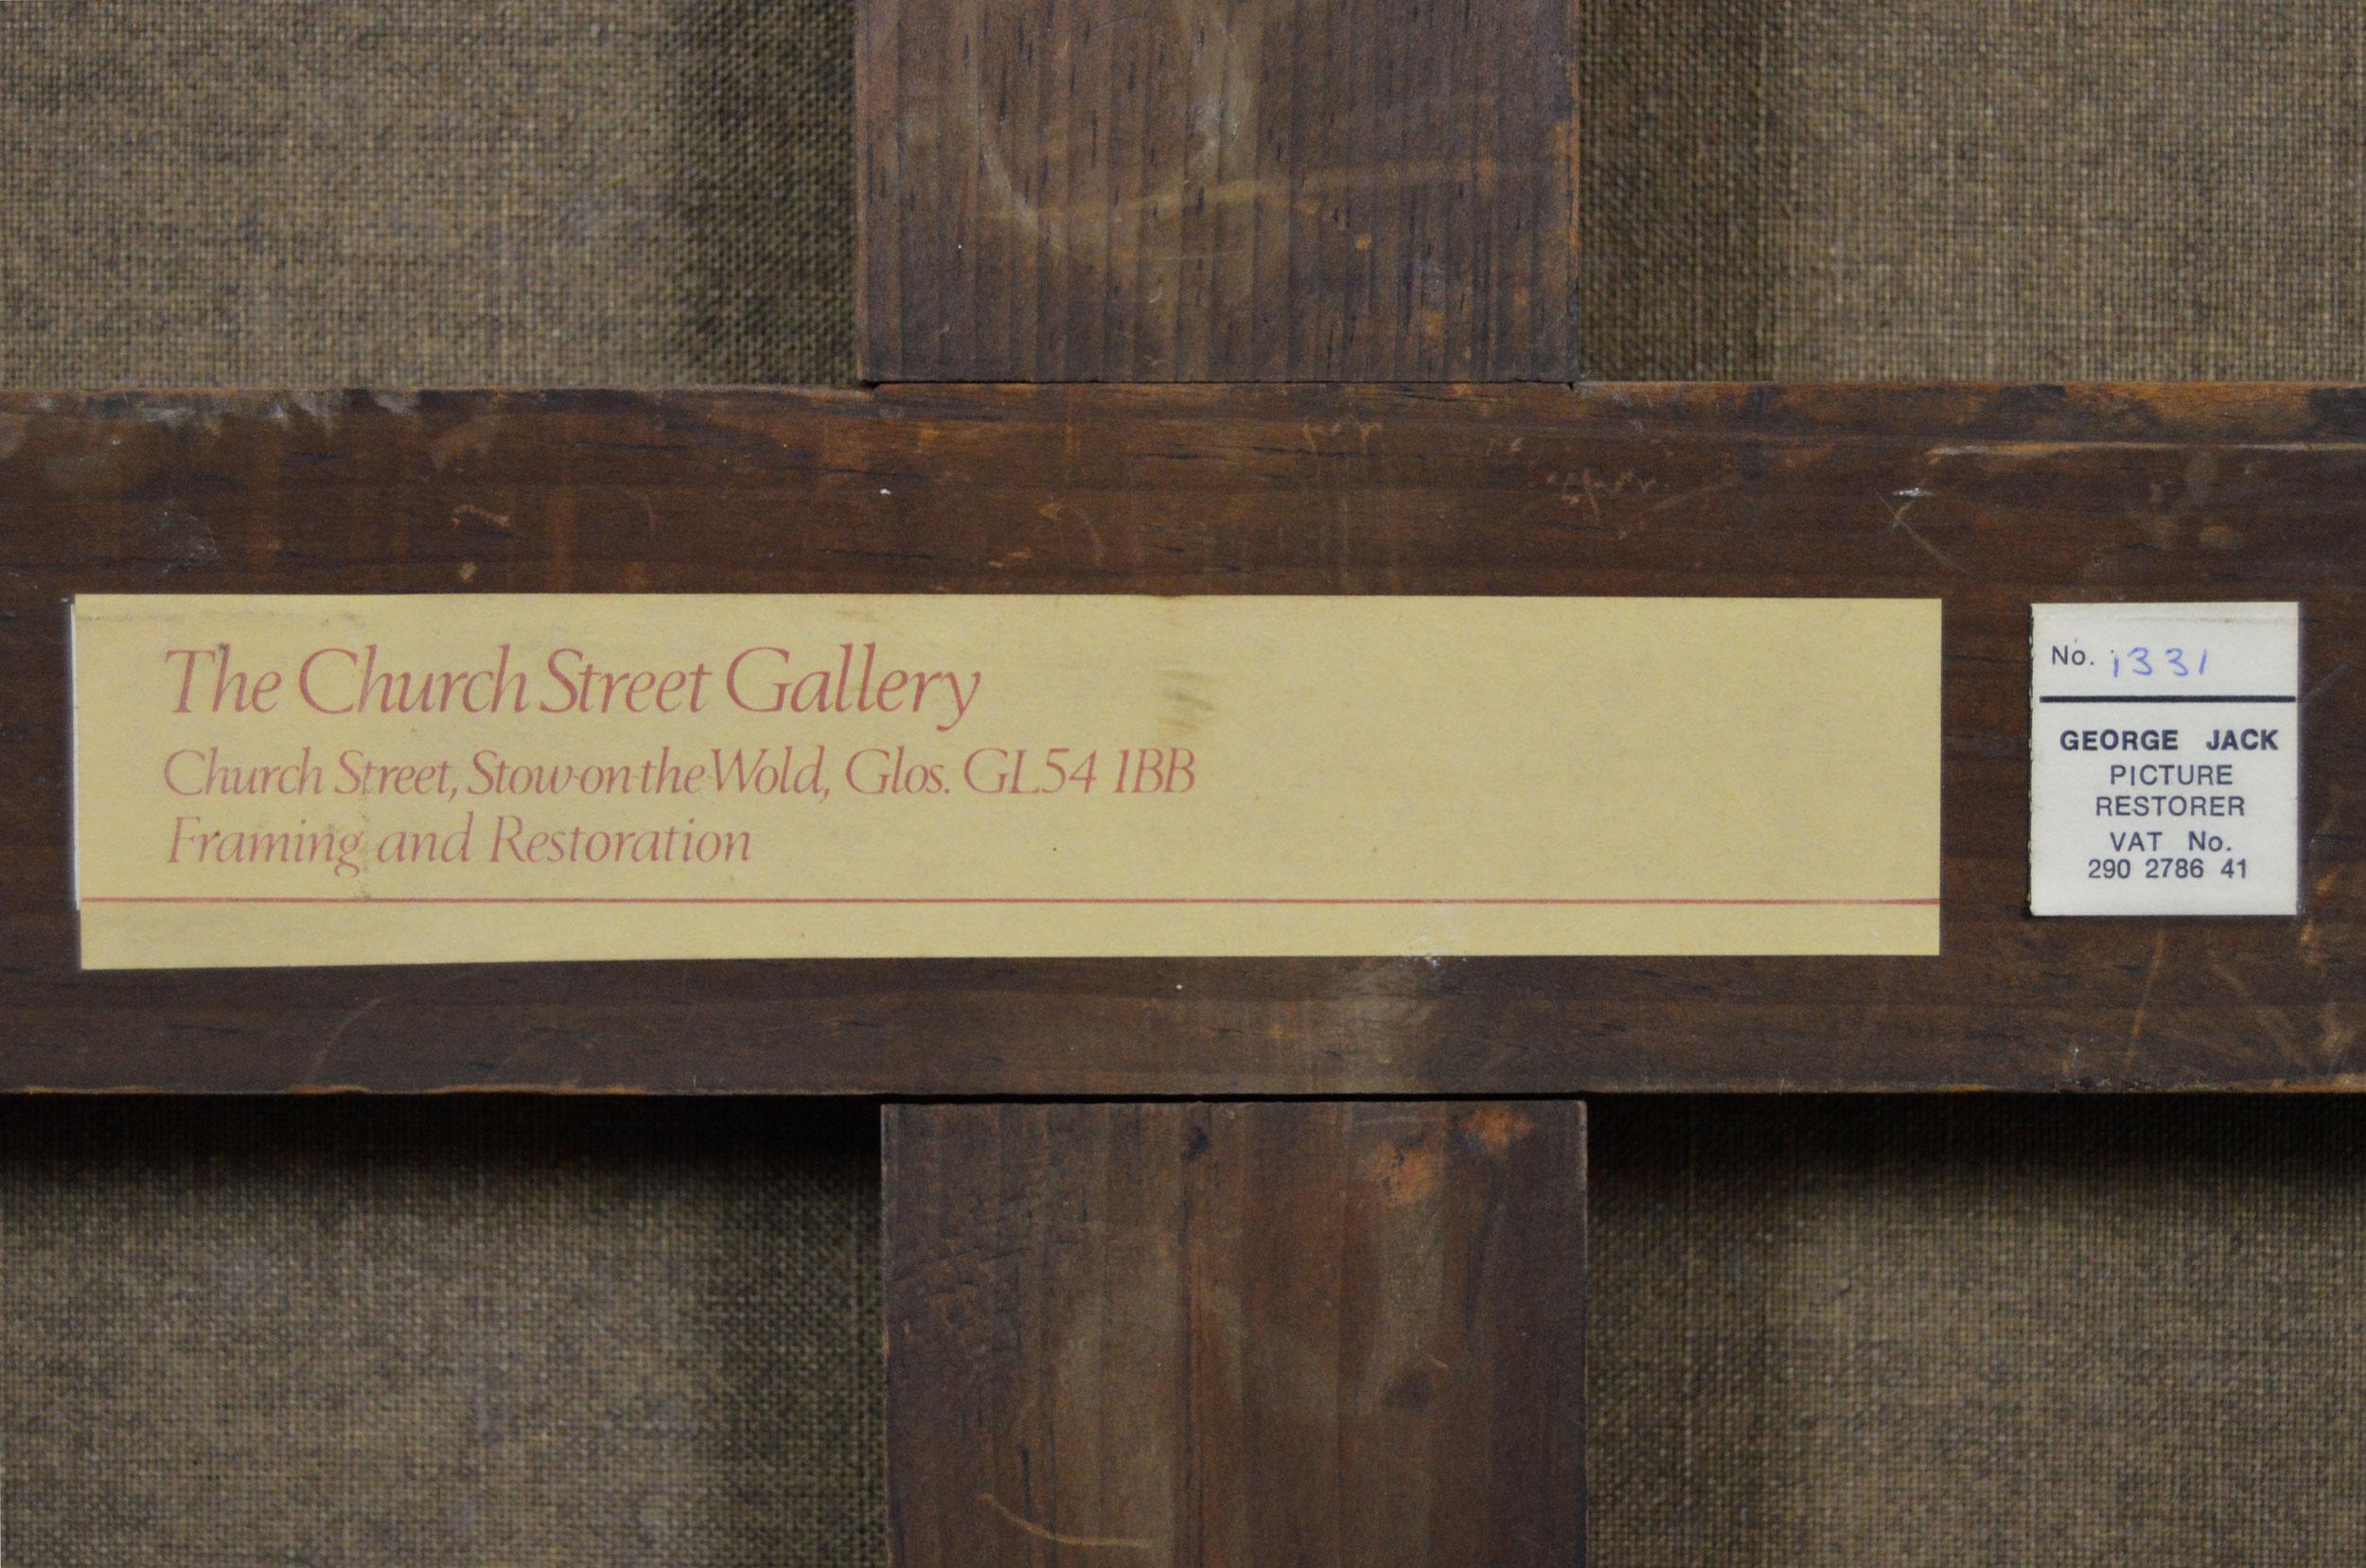 The Church Street Gallery
Church Street, Stow-on-the-Wold, Glos. GL54 1BB
Framing and Restoration
No. 1331
GEORGE JACK
PICTURE
RESTORER
VAT No.
290 2786 41